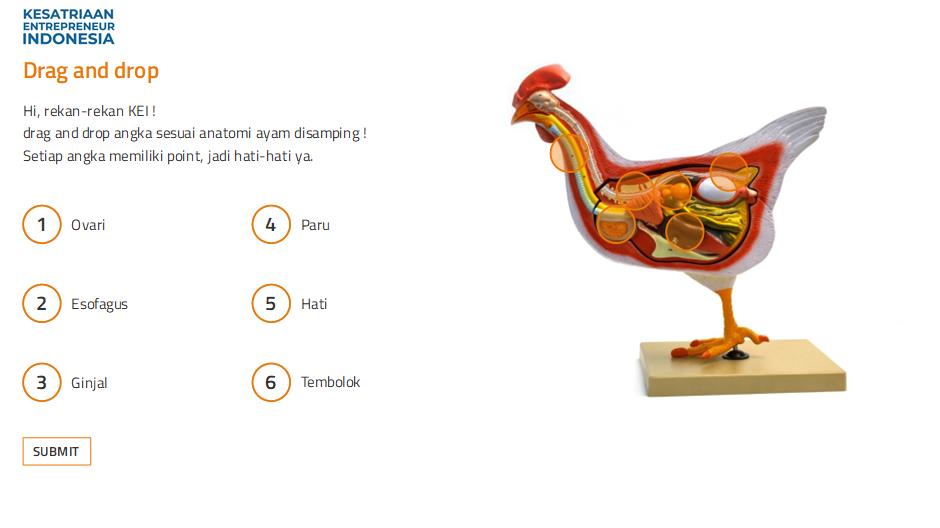 KESATRIAAN
ENTREPRENEUR
INDONESIA
Drag and drop
Hi, rekan-rekan KEI !
drag and drop angka sesuai anatomi ayam disamping !
Setiap angka memiliki point, jadi hati-hati ya.
1 Ovari
4 Paru
2 Esofagus
5 Hati
3 Ginjal
6 Tembolok
SUBMIT